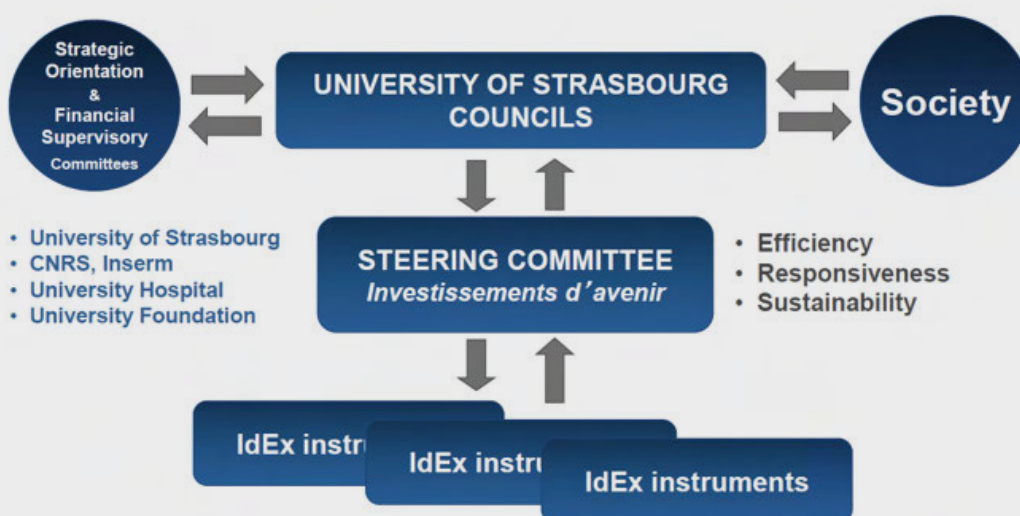 Strategic
Orientation
&
Financial
Supervisory
Committees
UNIVERSITY OF STRASBOURG
COUNCILS
Society
• University of Strasbourg
• CNRS, Inserm
• University Hospital
• University Foundation
STEERING COMMITTEE
Investissements d’avenir
• Efficiency
• Responsiveness
• Sustainability
IdEx instru
IdEx instru
IdEx instruments